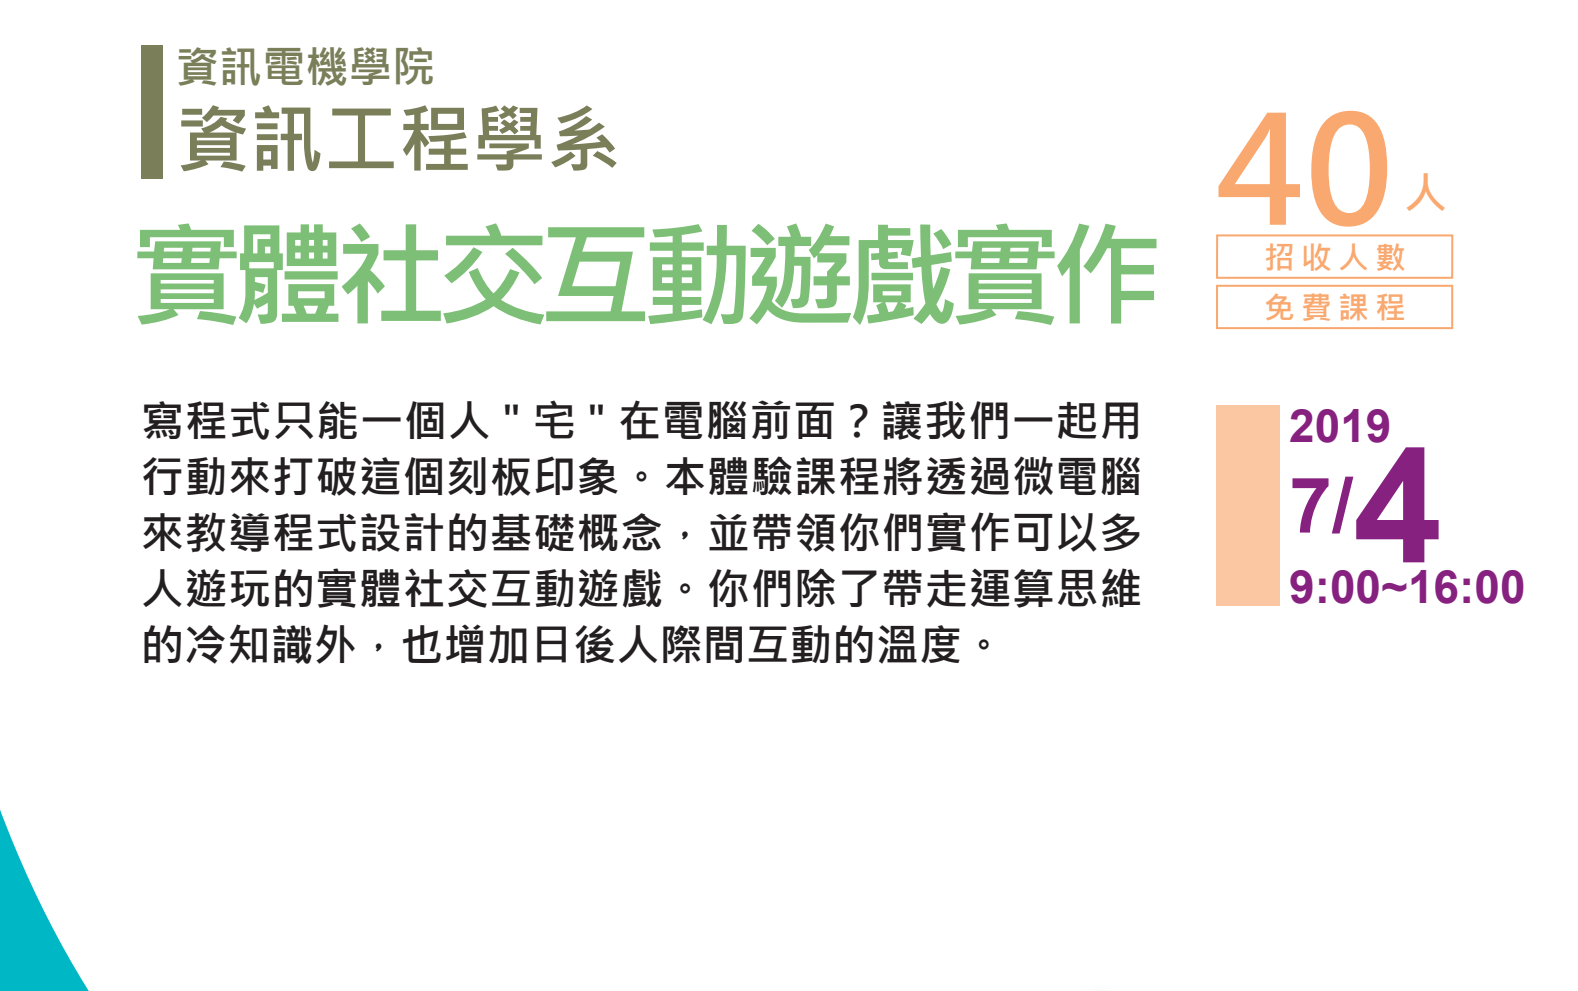 資訊電機學院
資訊工程學系
實體社交互動遊戲實作
40人
招收人數
免費課程
寫程式只能一個人"宅"在電腦前面？讓我們一起用
行動來打破這個刻板印象。本體驗課程將透過微電腦
來教導程式設計的基礎概念，並帶領你們實作可以多
人遊玩的實體社交互動遊戲。你們除了帶走運算思維
的冷知識外，也增加日後人際間互動的溫度。
2019
7/4
9:00~16:00